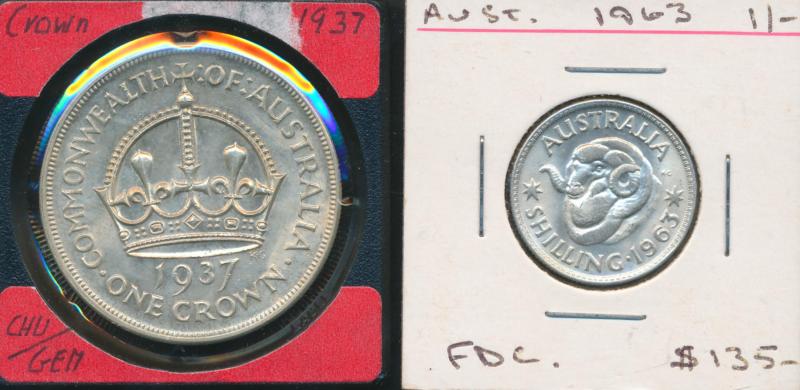 Crown 1937
COMMONWEALTH OF AUSTRALIA
1937
ONE CROWN
CHU/
GEM
AUST. 1963 1/-
AUSTRALIA
SHILLING · 1963
FDC. $135-